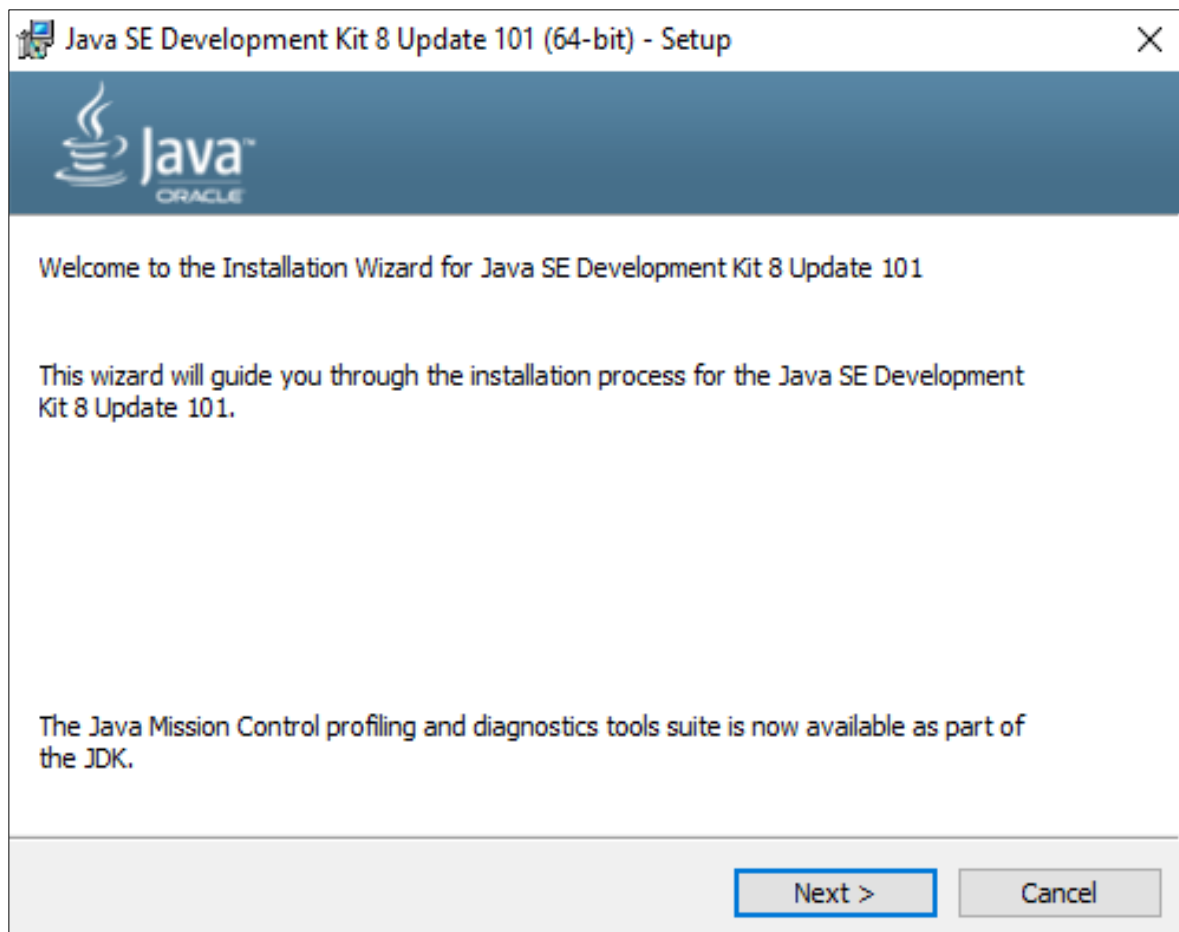 Java SE Development Kit 8 Update 101 (64-bit) - Setup
Java™
ORACLE
Welcome to the Installation Wizard for Java SE Development Kit 8 Update 101
This wizard will guide you through the installation process for the Java SE Development
Kit 8 Update 101.
The Java Mission Control profiling and diagnostics tools suite is now available as part of
the JDK.
Next >
Cancel